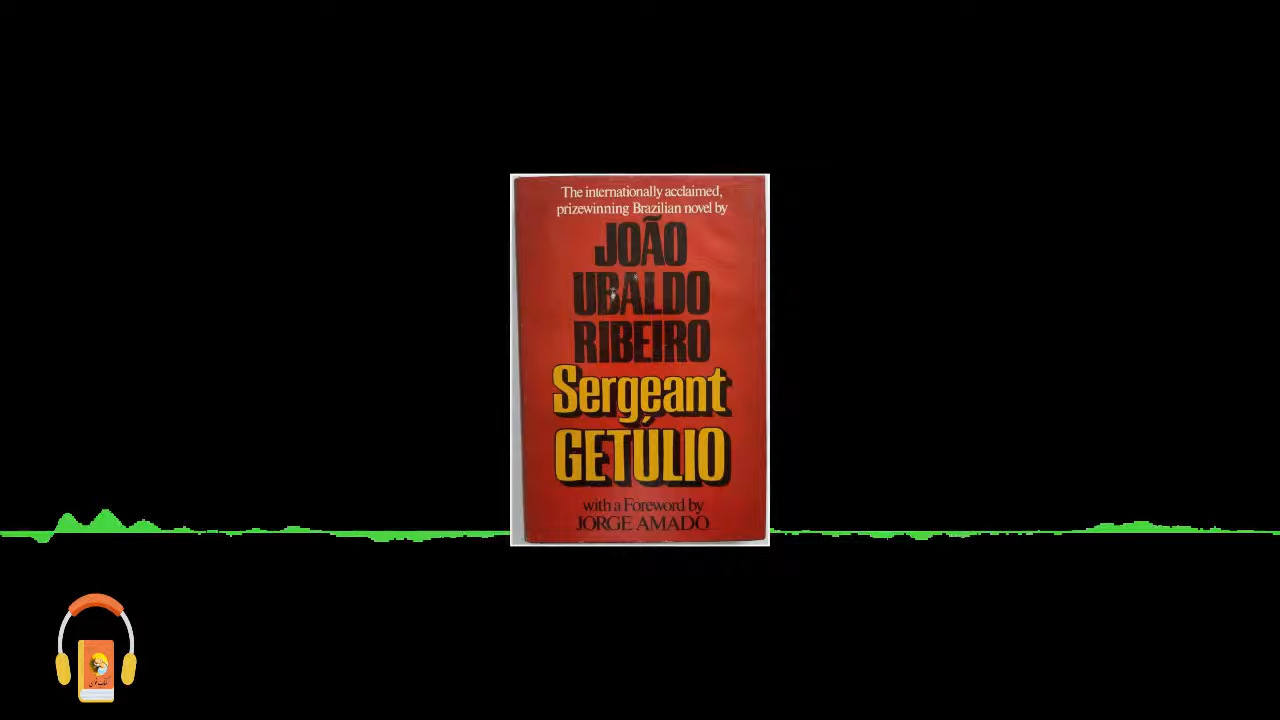 The internationally acclaimed,
prizewinning Brazilian novel by
JOÃO
UBALDO
RIBEIRO
Sergeant
GETÚLIO
with a Foreword by
JORGE AMADO